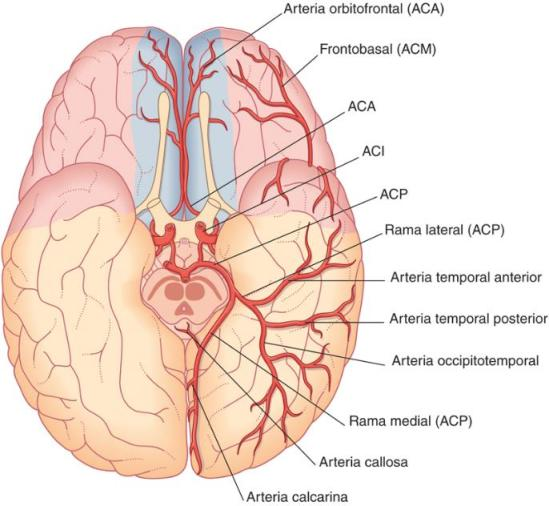 Arteria orbitofrontal (ACA)
Frontobasal (ACM)
ACA
ACI
ACP
Rama lateral (ACP)
Arteria temporal anterior
Arteria temporal posterior
Arteria occipitotemporal
Rama medial (ACP)
Arteria callosa
Arteria calcarina